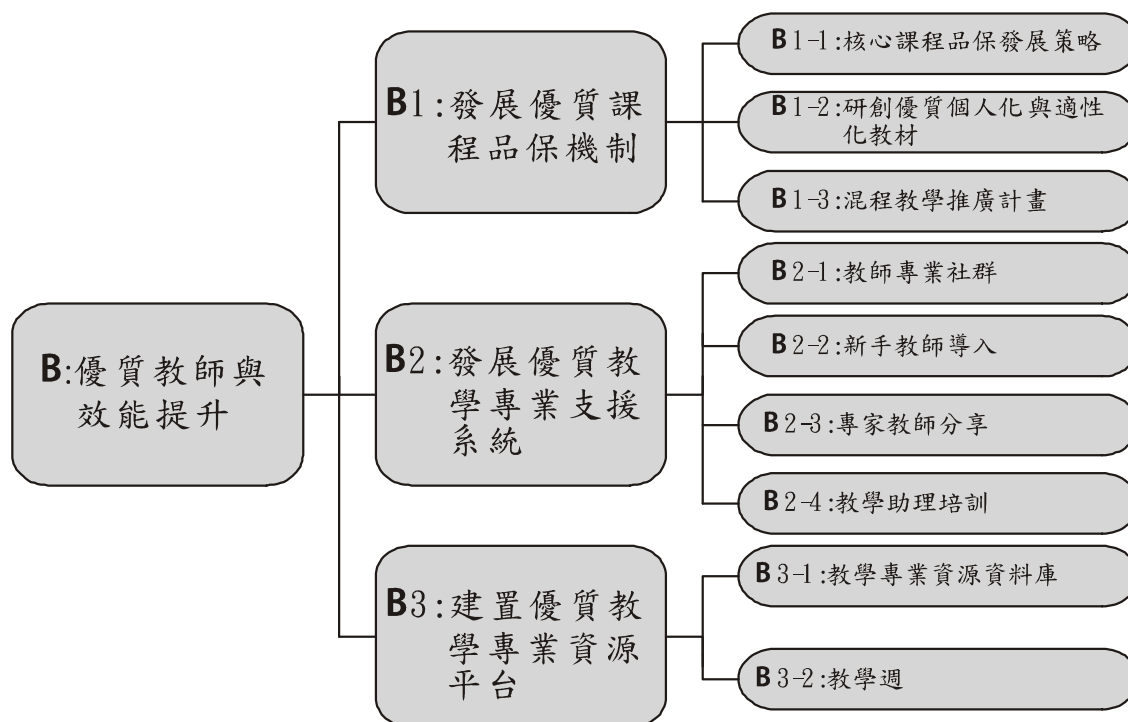 B:優質教師與
效能提升
B1:發展優質課
程品保機制
B1-1:核心課程品保發展策略
B1-2:研創優質個人化與適性
化教材
B1-3:混程教學推廣計畫
B2:發展優質教
學專業支援
系統
B2-1:教師專業社群
B2-2:新手教師導入
B2-3:專家教師分享
B2-4:教學助理培訓
B3:建置優質教
學專業資源
平台
B3-1:教學專業資源資料庫
B3-2:教學週